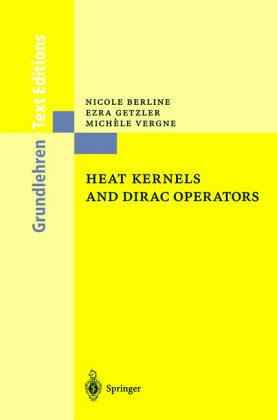 Grundlehren Text Editions
NICOLE BERLINE
EZRA GETZLER
MICHÈLE VERGNE
HEAT KERNELS
AND DIRAC OPERATORS
Springer